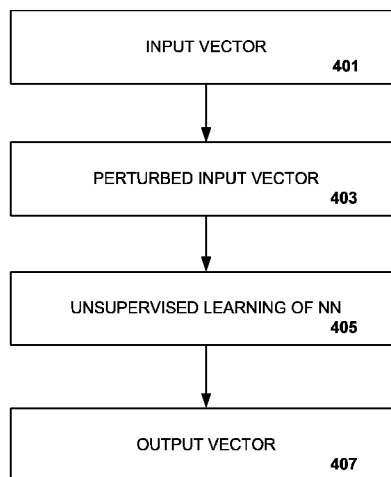 INPUT VECTOR
401
PERTURBED INPUT VECTOR
403
UNSUPERVISED LEARNING OF NN
405
OUTPUT VECTOR
407